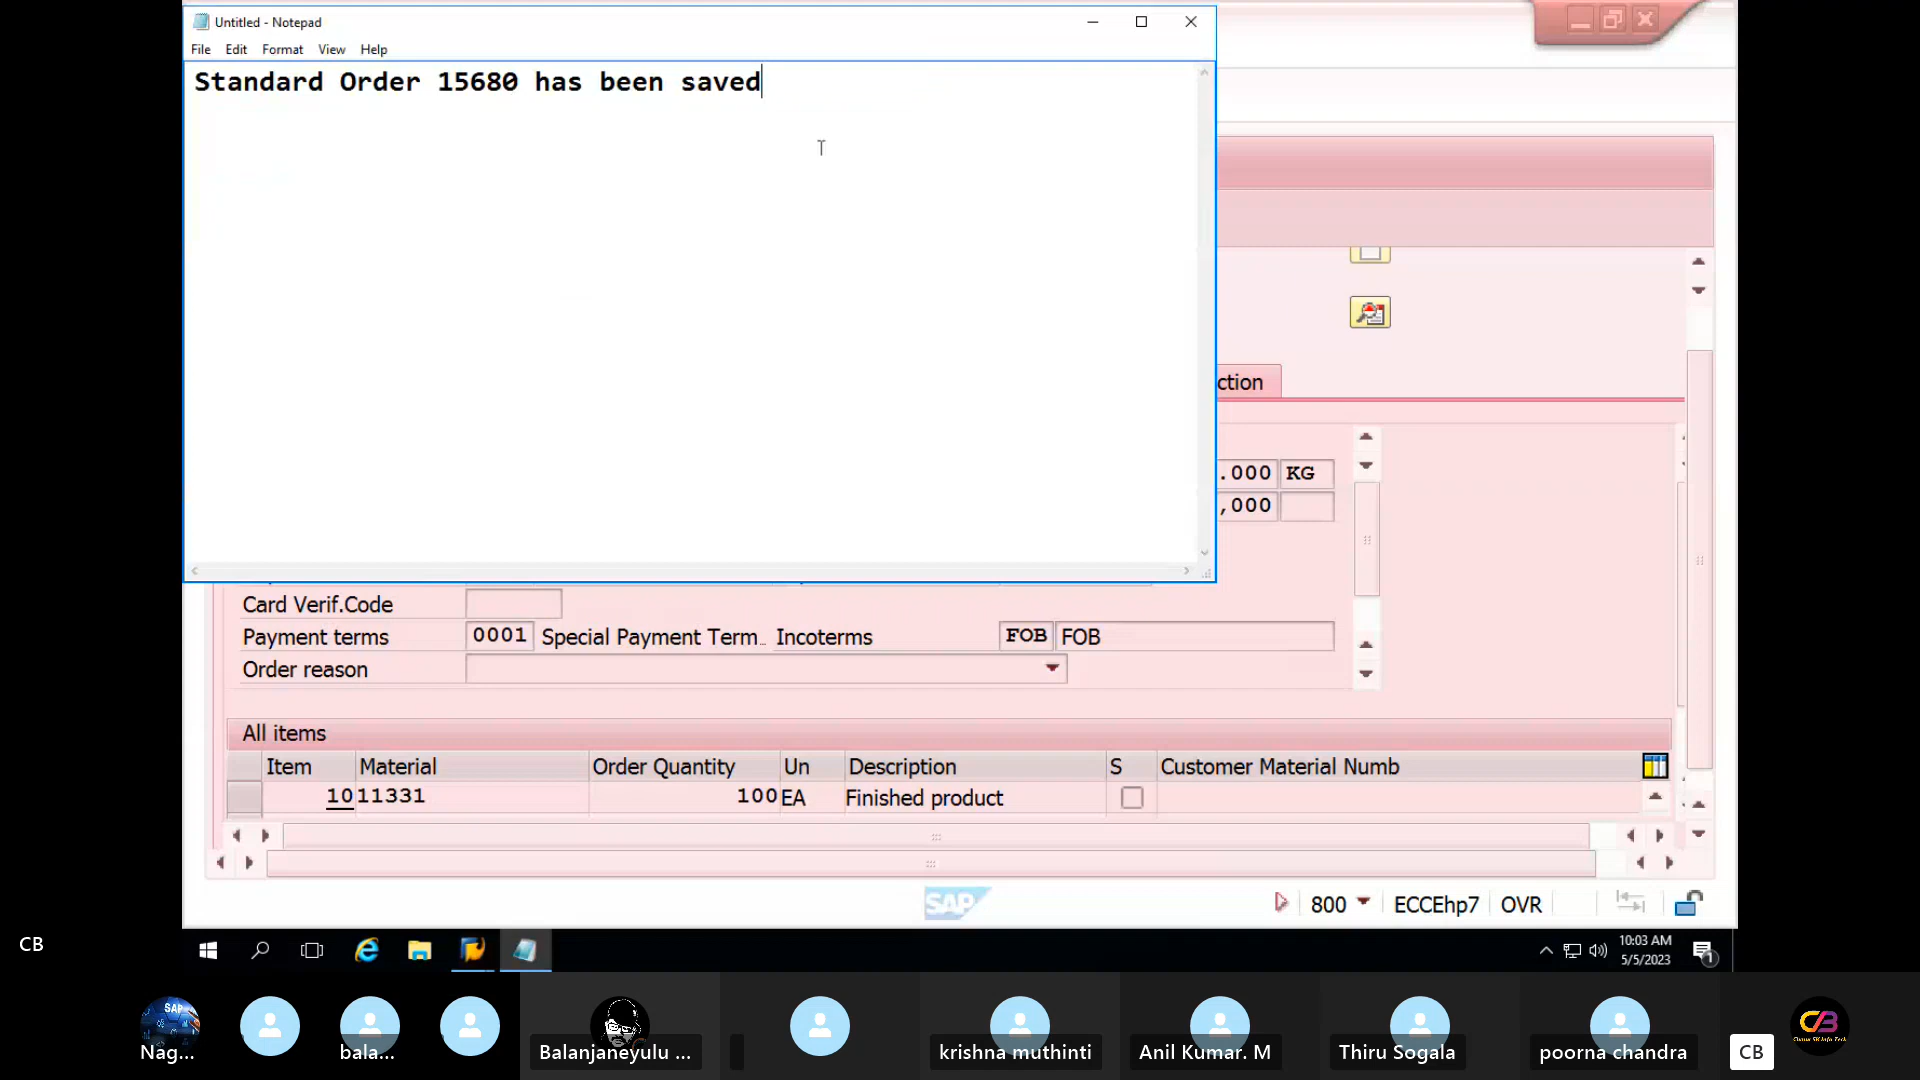 Untitled - Notepad
File Edit Format View Help
Standard Order 15680 has been saved
ction
.000 KG
,000
Card Verif.Code
Payment terms 0001 Special Payment Term.. Incoterms FOB FOB
Order reason
All items
Item Material Order Quantity Un Description S Customer Material Numb
10 11331 100 EA Finished product
SAP 800 ECCEhp7 OVR
10:03 AM
5/5/2023
1
CB
SAP
Nag...
bala...
Balanjaneyulu ...
krishna muthinti
Anil Kumar. M
Thiru Sogala
poorna chandra
CB